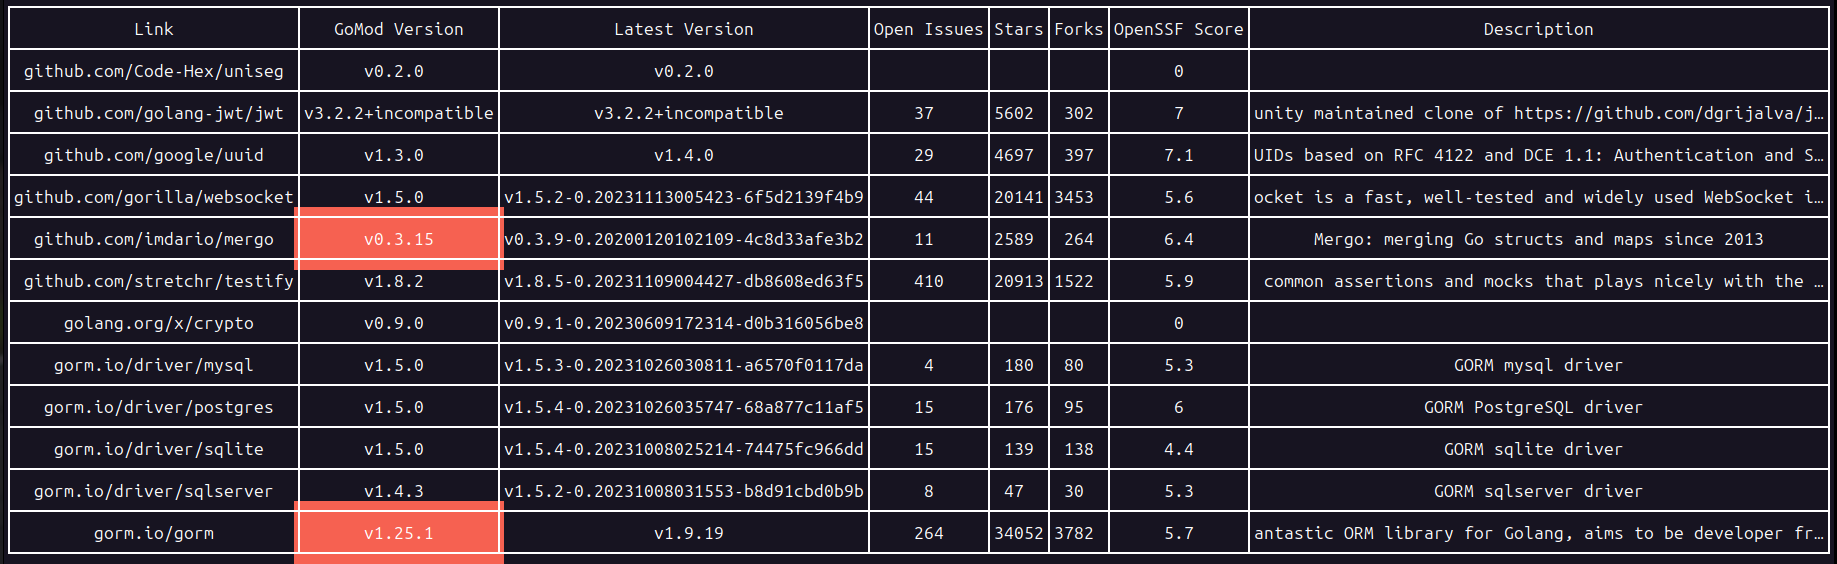 Link GoMod Version Latest Version Open Issues Stars Forks OpenSSF Score Description
github.com/Code-Hex/uniseg v0.2.0 v0.2.0 0
github.com/golang-jwt/jwt v3.2.2+incompatible v3.2.2+incompatible 37 5602 302 7 unity maintained clone of https://github.com/dgrijalva/j…
github.com/google/uuid v1.3.0 v1.4.0 29 4697 397 7.1 UIDs based on RFC 4122 and DCE 1.1: Authentication and S…
github.com/gorilla/websocket v1.5.0 v1.5.2-0.20231113005423-6f5d2139f4b9 44 20141 3453 5.6 ocket is a fast, well-tested and widely used WebSocket i…
github.com/imdario/mergo v0.3.15 v0.3.9-0.20200120102109-4c8d33afe3b2 11 2589 264 6.4 Mergo: merging Go structs and maps since 2013
github.com/stretchr/testify v1.8.2 v1.8.5-0.20231109004427-db8608ed63f5 410 20913 1522 5.9 common assertions and mocks that plays nicely with the …
golang.org/x/crypto v0.9.0 v0.9.1-0.20230609172314-d0b316056be8 0
gorm.io/driver/mysql v1.5.0 v1.5.3-0.20231026030811-a6570f0117da 4 180 80 5.3 GORM mysql driver
gorm.io/driver/postgres v1.5.0 v1.5.4-0.20231026035747-68a877c11af5 15 176 95 6 GORM PostgreSQL driver
gorm.io/driver/sqlite v1.5.0 v1.5.4-0.20231008025214-74475fc966dd 15 139 138 4.4 GORM sqlite driver
gorm.io/driver/sqlserver v1.4.3 v1.5.2-0.20231008031553-b8d91cbd0b9b 8 47 30 5.3 GORM sqlserver driver
gorm.io/gorm v1.25.1 v1.9.19 264 34052 3782 5.7 antastic ORM library for Golang, aims to be developer fr…